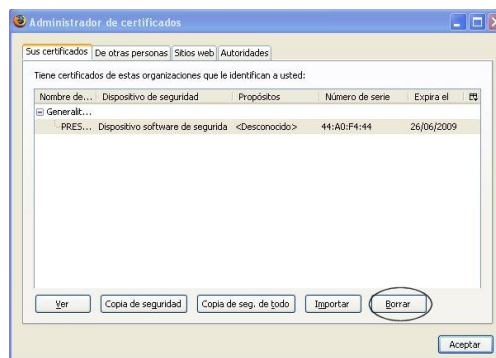 Administrador de certificados
Sus certificados De otras personas Sitios web Autoridades
Tiene certificados de estas organizaciones que le identifican a usted:
Nombre de... Dispositivo de seguridad Propósitos Número de serie Expira el
Generalit...
PRES... Dispositivo software de segurida <Desconocido> 44:A0:F4:44 26/06/2009
Ver Copia de seguridad Copia de seg. de todo Importar Borrar
Aceptar